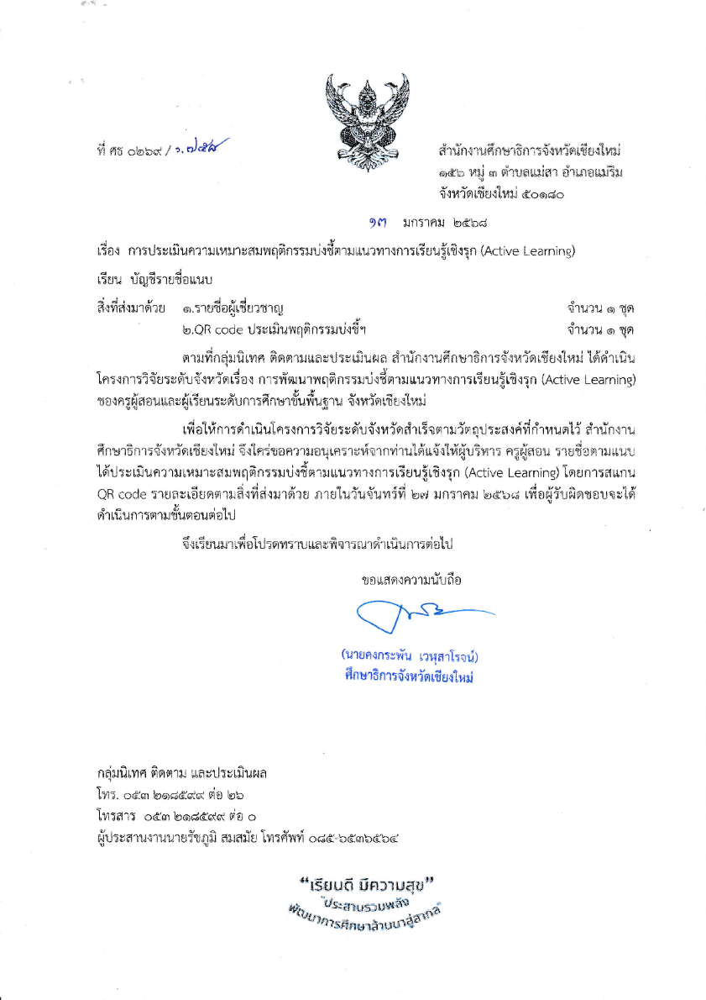 ที่ ศธ ๐๒๖๙ / ว.๗๕๘
สำนักงานศึกษาธิการจังหวัดเชียงใหม่
๑๕๖ หมู่ ๓ ตำบลแม่สา อำเภอแม่ริม
จังหวัดเชียงใหม่ ๕๐๑๘๐
๑๓ มกราคม ๒๕๖๘
เรื่อง การประเมินความเหมาะสมพฤติกรรมบ่งชี้ตามแนวทางการเรียนรู้เชิงรุก (Active Learning)
เรียน บัญชีรายชื่อแนบ
สิ่งที่ส่งมาด้วย ๑.รายชื่อผู้เชี่ยวชาญ จำนวน ๑ ชุด
๒.QR code ประเมินพฤติกรรมบ่งชี้ฯ จำนวน ๑ ชุด
ตามที่กลุ่มนิเทศ ติดตามและประเมินผล สำนักงานศึกษาธิการจังหวัดเชียงใหม่ ได้ดำเนิน
โครงการวิจัยระดับจังหวัดเรื่อง การพัฒนาพฤติกรรมบ่งชี้ตามแนวทางการเรียนรู้เชิงรุก (Active Learning)
ของครูผู้สอนและผู้เรียนระดับการศึกษาขั้นพื้นฐาน จังหวัดเชียงใหม่
เพื่อให้การดำเนินโครงการวิจัยระดับจังหวัดสำเร็จตามวัตถุประสงค์ที่กำหนดไว้ สำนักงาน
ศึกษาธิการจังหวัดเชียงใหม่ จึงใคร่ขอความอนุเคราะห์จากท่านได้แจ้งให้ผู้บริหาร ครูผู้สอน รายชื่อตามแนบ
ได้ประเมินความเหมาะสมพฤติกรรมบ่งชี้ตามแนวทางการเรียนรู้เชิงรุก (Active Learning) โดยการสแกน
QR code รายละเอียดตามสิ่งที่ส่งมาด้วย ภายในวันจันทร์ที่ ๒๗ มกราคม ๒๕๖๘ เพื่อผู้รับผิดชอบจะได้
ดำเนินการตามขั้นตอนต่อไป
จึงเรียนมาเพื่อโปรดทราบและพิจารณาดำเนินการต่อไป
ขอแสดงความนับถือ
(นายคงกระพัน เวฬุสาโรจน์)
ศึกษาธิการจังหวัดเชียงใหม่
กลุ่มนิเทศ ติดตาม และประเมินผล
โทร. ๐๕๓ ๒๑๘๕๙๙ ต่อ ๒๖
โทรสาร ๐๕๓ ๒๑๘๕๙๙ ต่อ ๐
ผู้ประสานงานนายรัชภูมิ สมสมัย โทรศัพท์ ๐๘๕-๖๕๓๖๕๖๔
“เรียนดี มีความสุข”
"ประสานรวมพลัง
พัฒนาการศึกษาล้านนาสู่สากล"